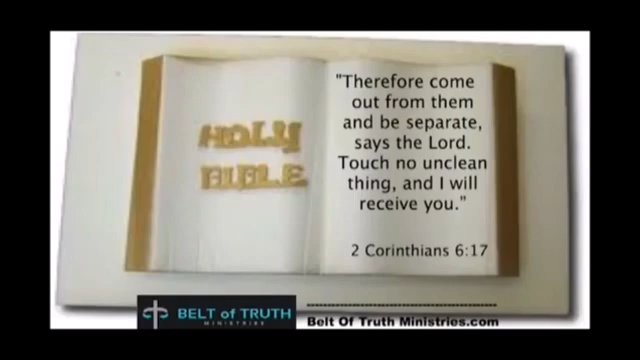 HOLY
BIBLE
"Therefore come
out from them
and be separate,
says the Lord.
Touch no unclean
thing, and I will
receive you."
2 Corinthians 6:17
BELT of TRUTH
MINISTRIES
Belt Of Truth Ministries.com